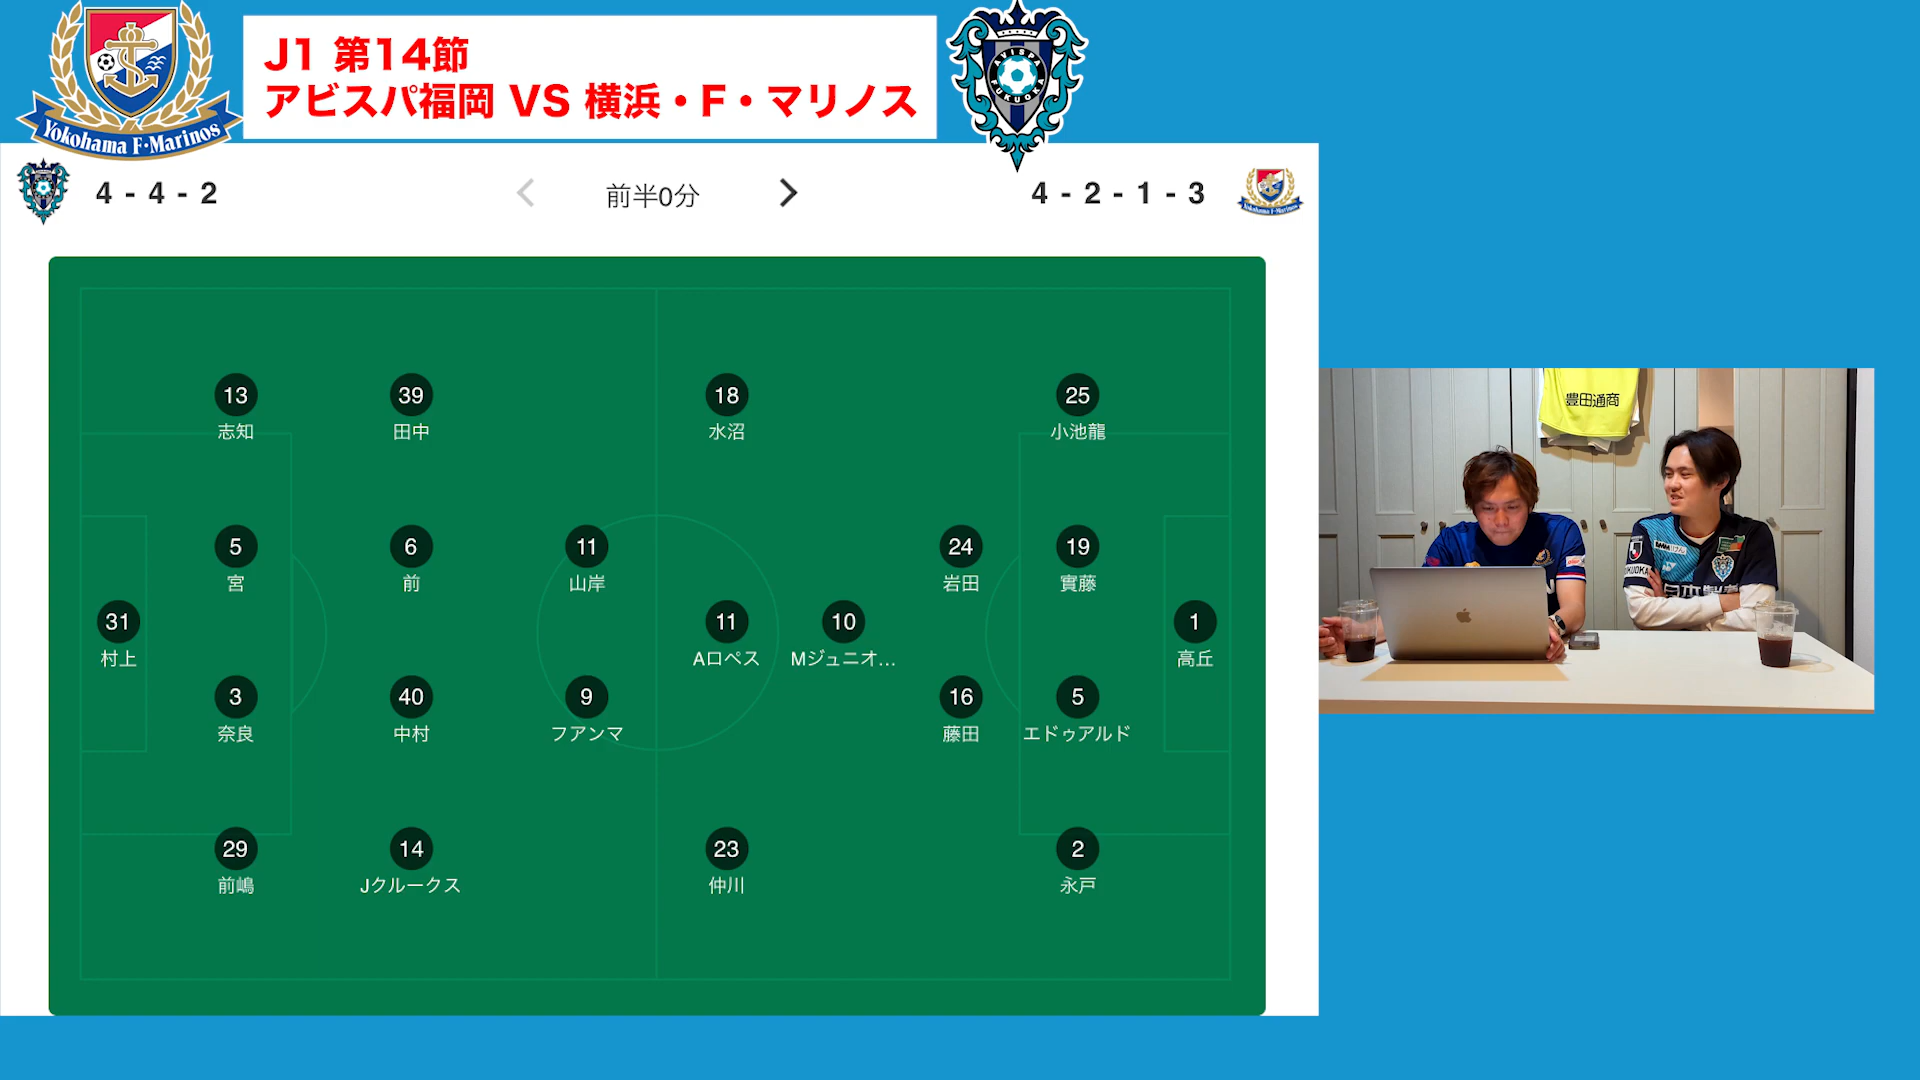 J1 第14節
アビスパ福岡 VS 横浜・F・マリノス
Yokohama F・Marinos
AVISPA
FUKUOKA
4 - 4 - 2
前半0分
4 - 2 - 1 - 3
13
志知
39
田中
18
水沼
25
小池龍
5
宮
6
前
11
山岸
24
岩田
19
實藤
31
村上
11
Aロペス
10
Mジュニオ...
1
高丘
3
奈良
40
中村
9
フアンマ
16
藤田
5
エドゥアルド
29
前嶋
14
Jクルークス
23
仲川
2
永戸
豊田通商